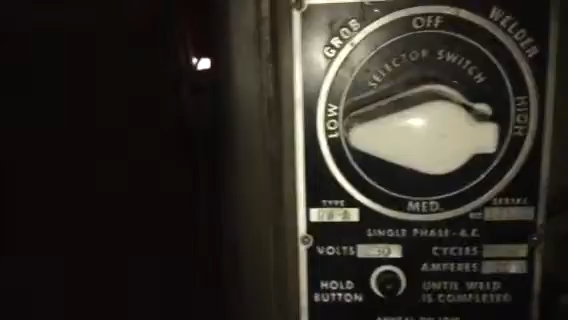 GROB WELDER
OFF
SELECTOR SWITCH
LOW HIGH
MED.
TYPE SERIAL
NO
SINGLE PHASE - A.C.
VOLTS CYCLES
AMPERES
HOLD UNTIL WELD
BUTTON IS COMPLETED